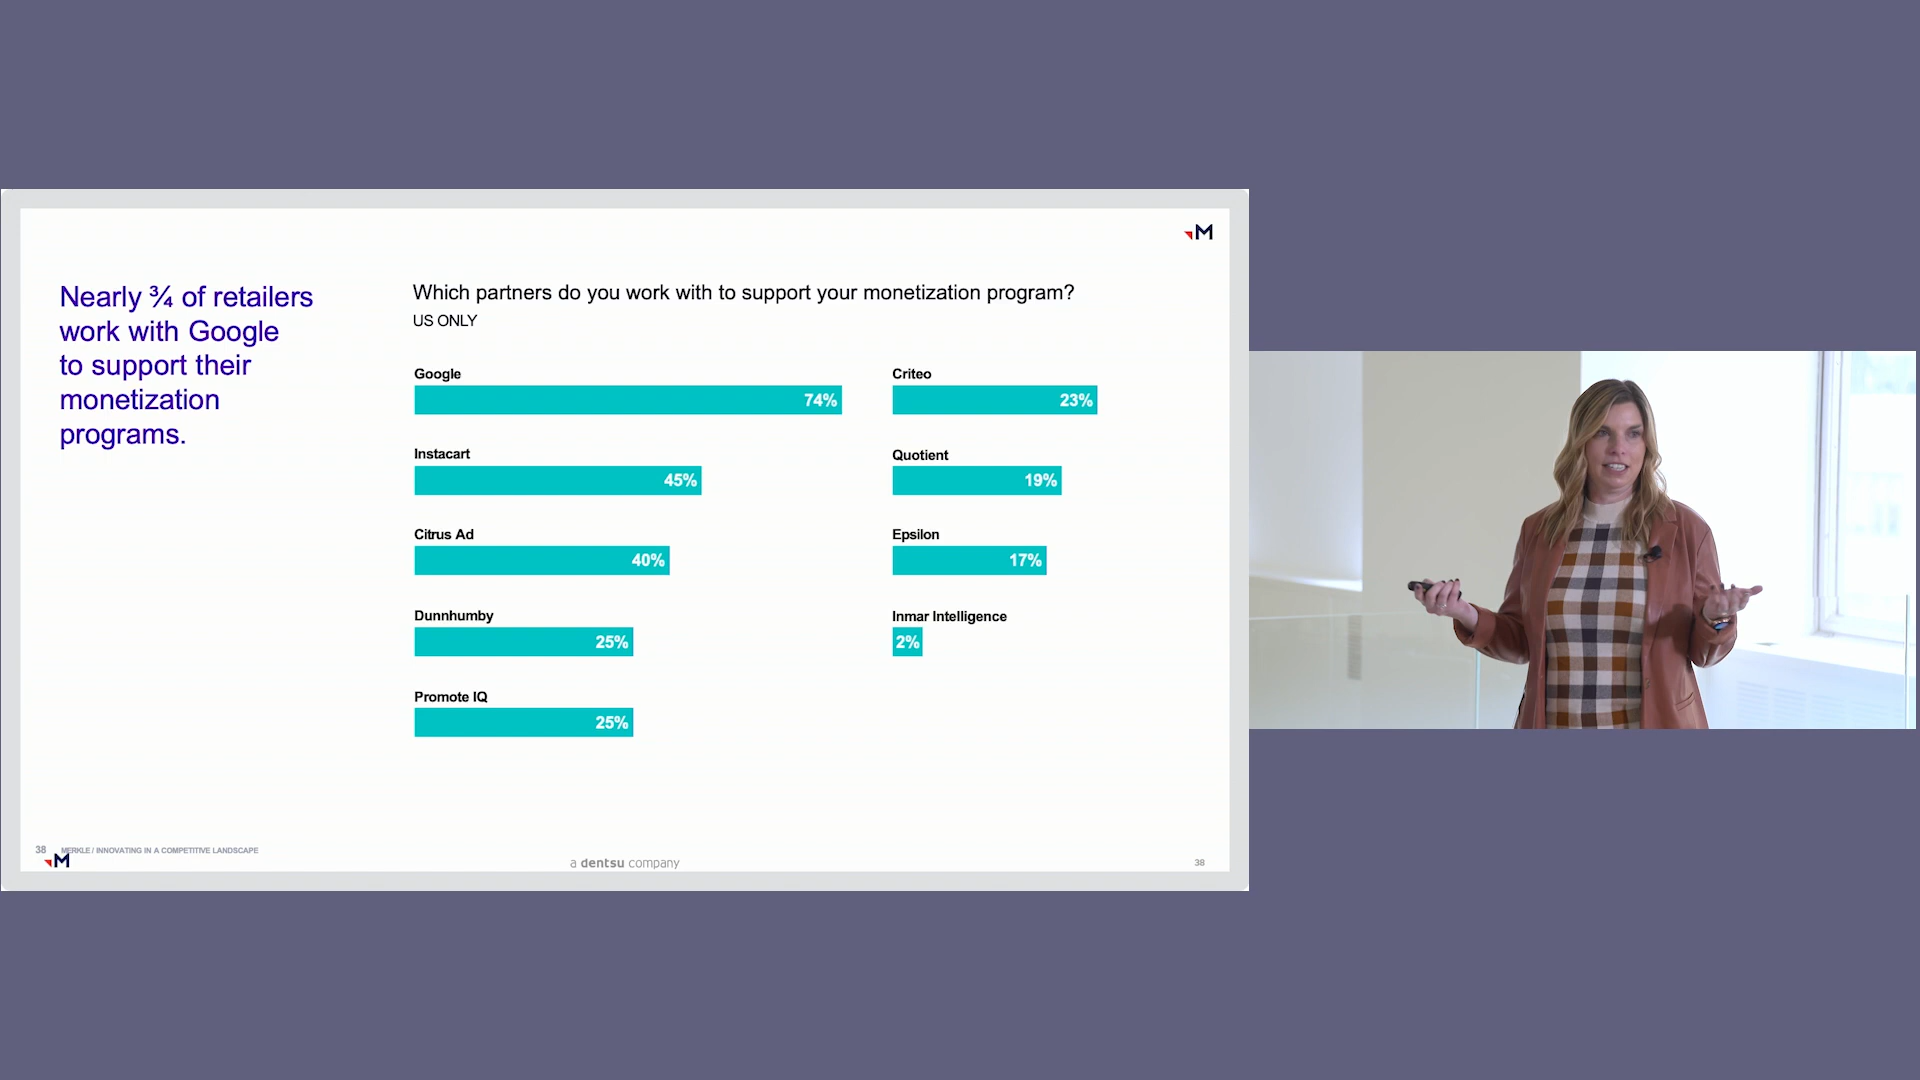 M
Nearly ¾ of retailers
work with Google
to support their
monetization
programs.
Which partners do you work with to support your monetization program?
US ONLY
Google
74%
Instacart
45%
Citrus Ad
40%
Dunnhumby
25%
Promote IQ
25%
Criteo
23%
Quotient
19%
Epsilon
17%
Inmar Intelligence
2%
38 MERKLE / INNOVATING IN A COMPETITIVE LANDSCAPE
M
a dentsu company
38